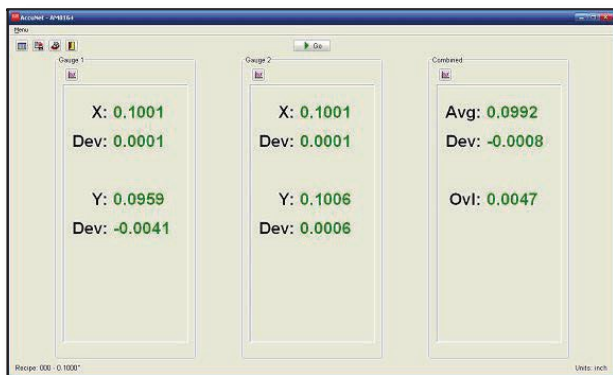 AccuNet - AM8164
Menu
Go
Gauge 1
X: 0.1001
Dev: 0.0001
Y: 0.0959
Dev: -0.0041
Gauge 2
X: 0.1001
Dev: 0.0001
Y: 0.1006
Dev: 0.0006
Combined
Avg: 0.0992
Dev: -0.0008
Ovl: 0.0047
Recipe: 000 - 0.1000"
Units: inch